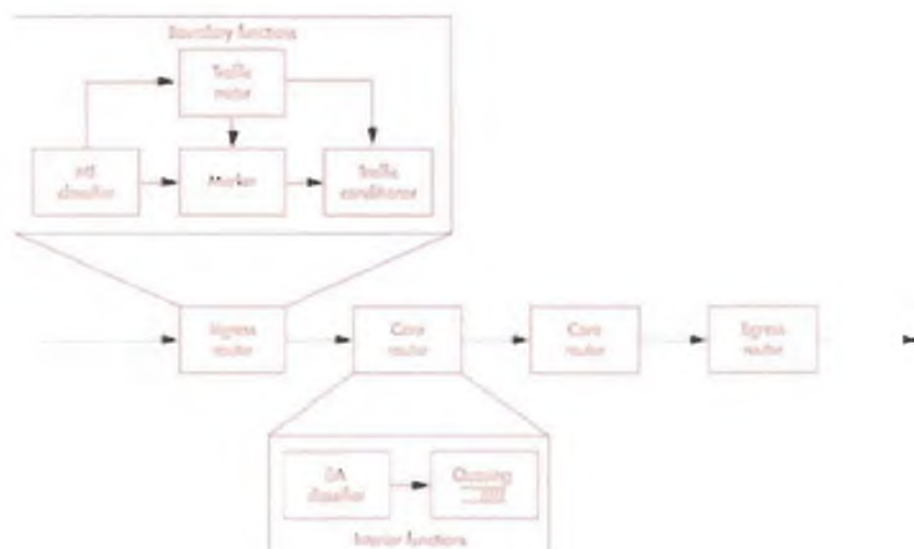 Boundary functions
Traffic
meter
MF
classifier
Marker
Traffic
conditioner
Ingress
router
Core
router
Core
router
Egress
router
BA
classifier
Queuing
Interior functions